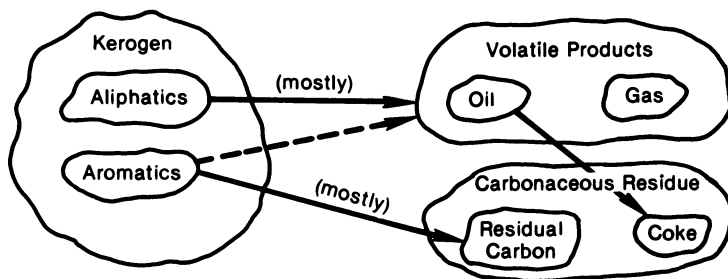 Kerogen
Aliphatics
Aromatics
(mostly)
(mostly)
Volatile Products
Oil
Gas
Carbonaceous Residue
Residual
Carbon
Coke